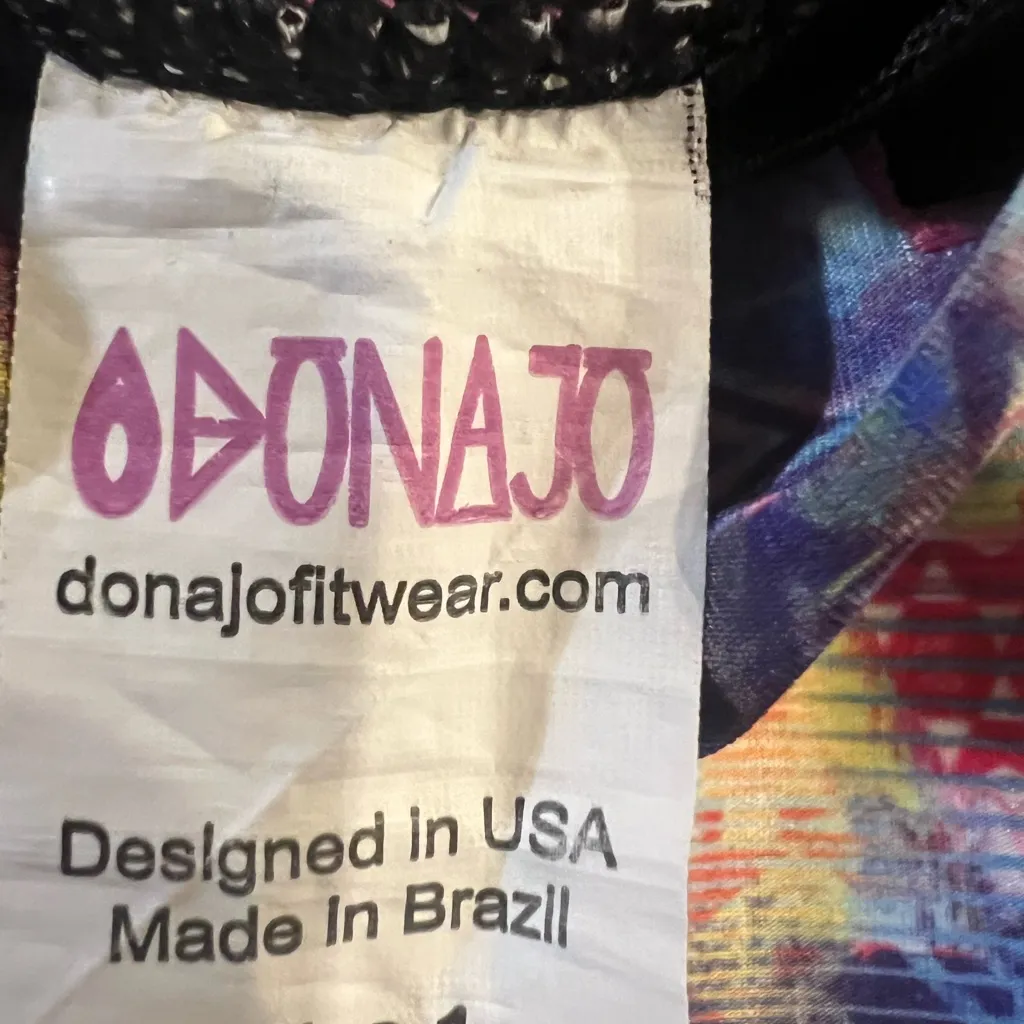 DONAJO
donajofitwear.com
Designed in USA
Made in Brazil